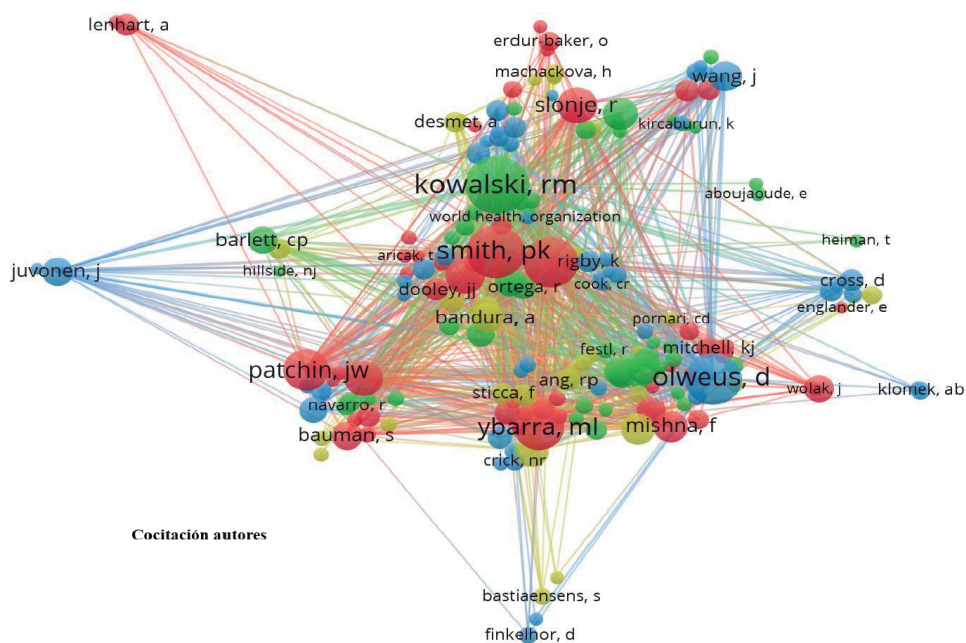 lenhart, a
erdur-baker, o
machackova, h
wang, j
slonje, r
desmet, a
kircaburun, k
kowalski, rm
aboujaoude, e
world health, organization
barlett, cp
heiman, t
smith, pk
aricak, t
rigby, k
juvonen, j
hillside, nj
cross, d
cook, cr
dooley, jj
ortega, r
englander, e
bandura, a
pornari, cd
festl, r
mitchell, kj
patchin, jw
olweus, d
ang, rp
wolak, j
klomek, ab
sticca, f
navarro, r
ybarra, ml
mishna, f
bauman, s
crick, nr
Cocitación autores
bastiaensens, s
finkelhor, d